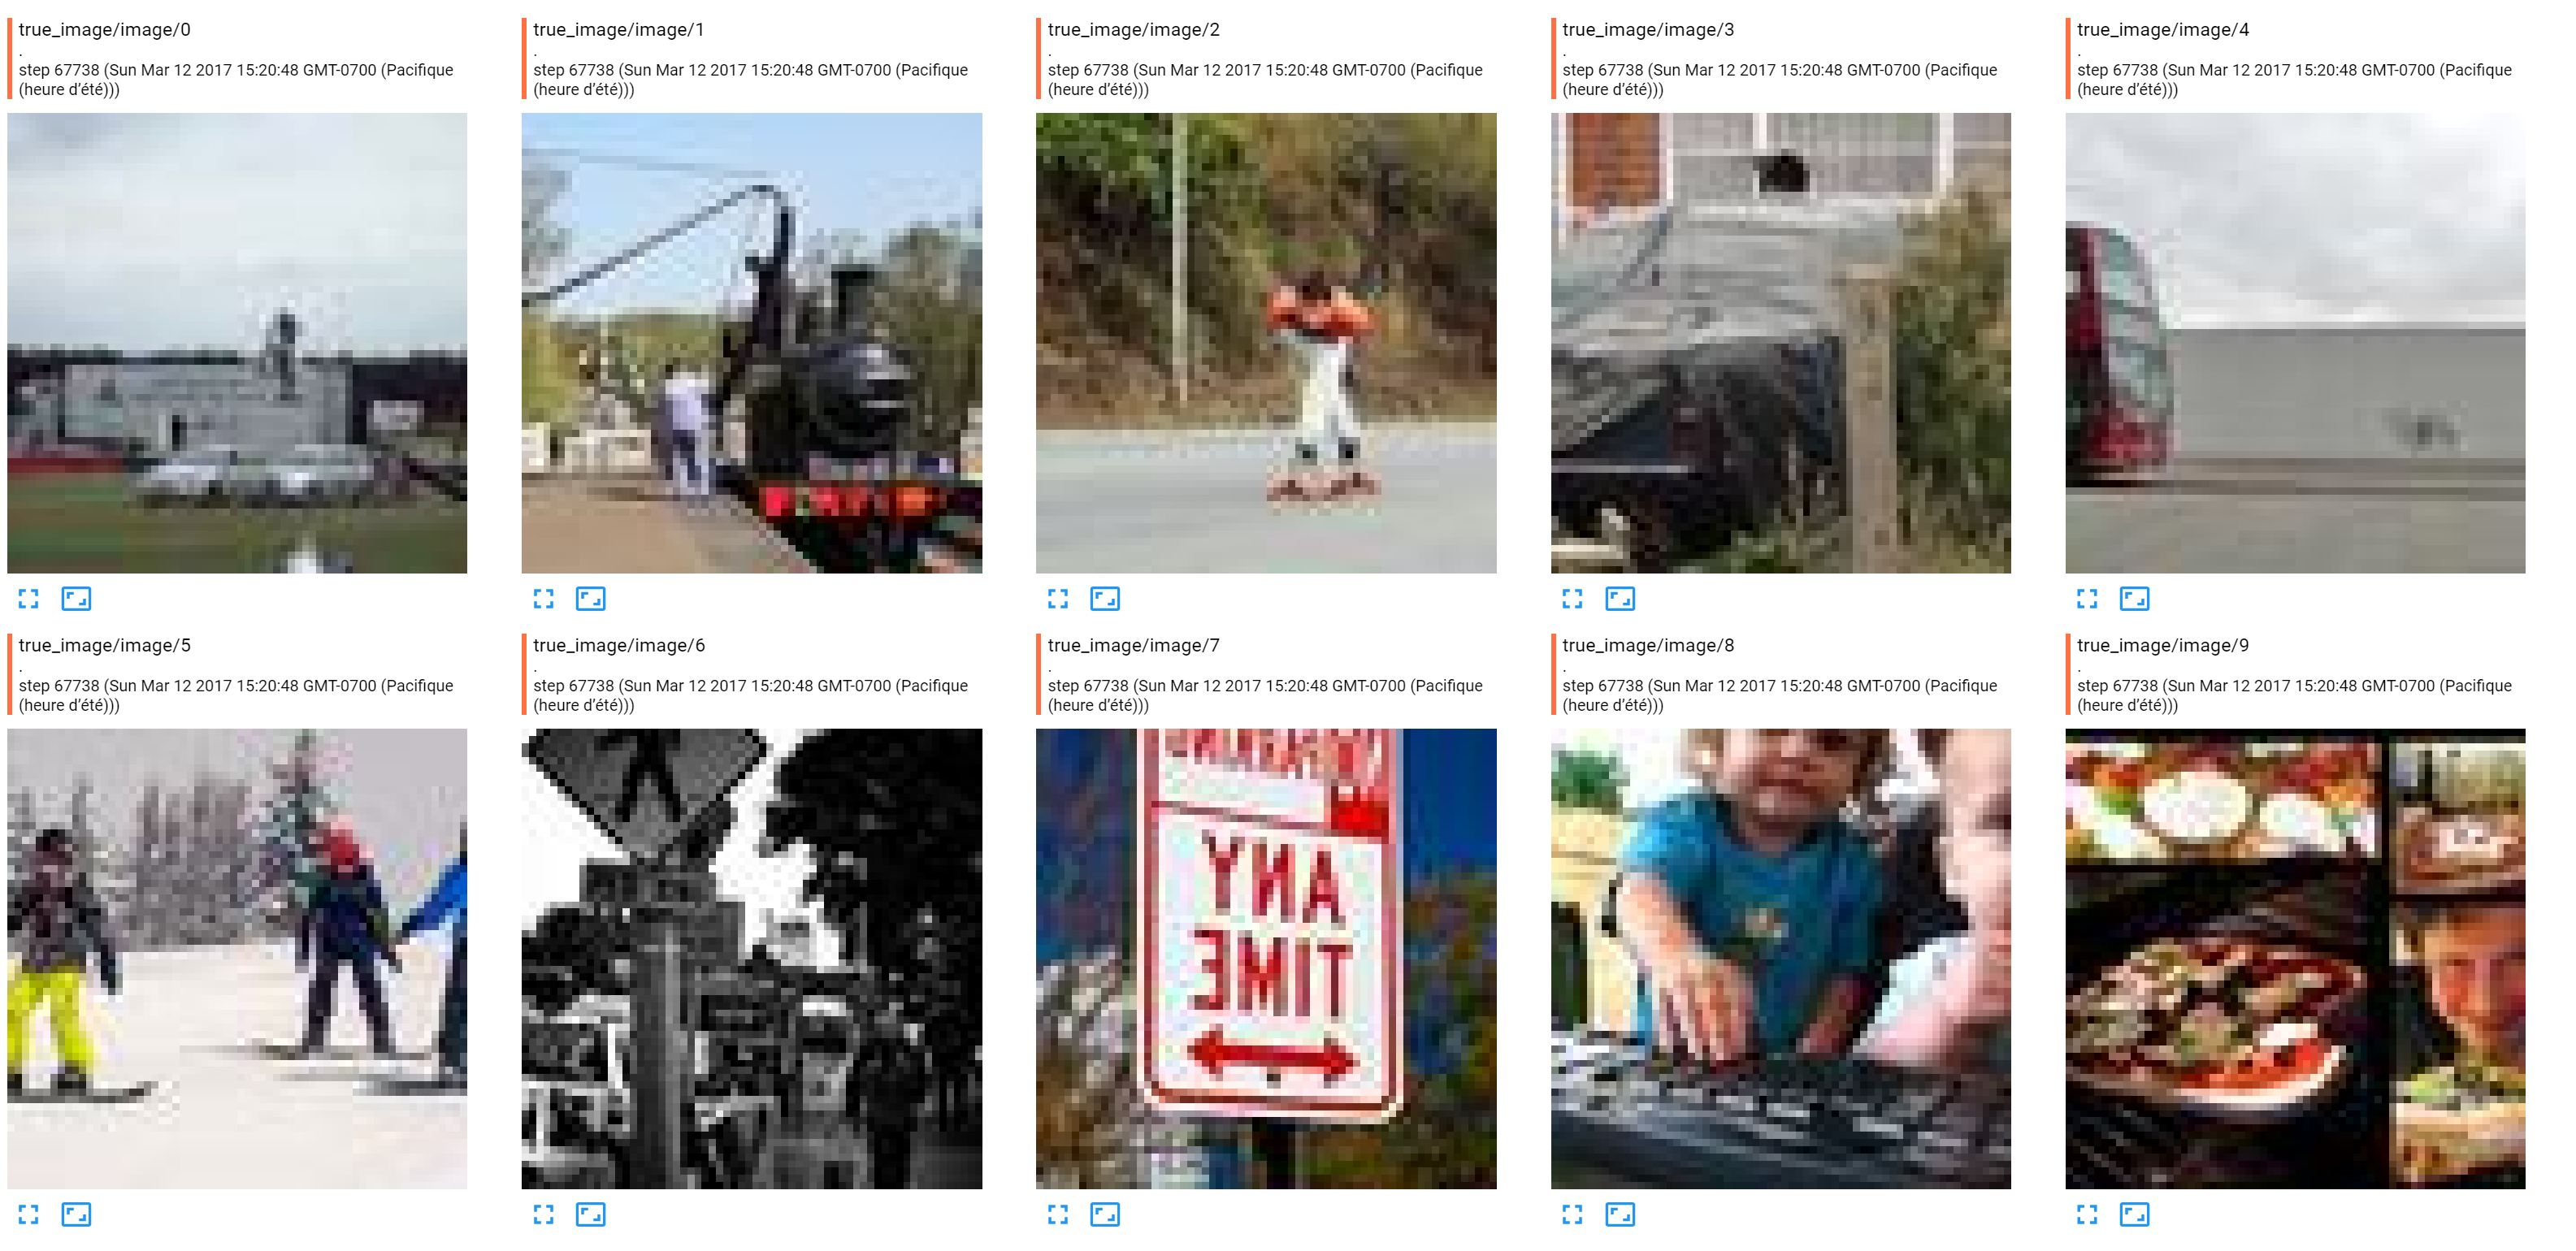 true_image/image/0
.
step 67738 (Sun Mar 12 2017 15:20:48 GMT-0700 (Pacifique
(heure d’été)))
true_image/image/1
.
step 67738 (Sun Mar 12 2017 15:20:48 GMT-0700 (Pacifique
(heure d’été)))
true_image/image/2
.
step 67738 (Sun Mar 12 2017 15:20:48 GMT-0700 (Pacifique
(heure d’été)))
true_image/image/3
.
step 67738 (Sun Mar 12 2017 15:20:48 GMT-0700 (Pacifique
(heure d’été)))
true_image/image/4
.
step 67738 (Sun Mar 12 2017 15:20:48 GMT-0700 (Pacifique
(heure d’été)))
true_image/image/5
.
step 67738 (Sun Mar 12 2017 15:20:48 GMT-0700 (Pacifique
(heure d’été)))
true_image/image/6
.
step 67738 (Sun Mar 12 2017 15:20:48 GMT-0700 (Pacifique
(heure d’été)))
true_image/image/7
.
step 67738 (Sun Mar 12 2017 15:20:48 GMT-0700 (Pacifique
(heure d’été)))
ANY
TIME
true_image/image/8
.
step 67738 (Sun Mar 12 2017 15:20:48 GMT-0700 (Pacifique
(heure d’été)))
true_image/image/9
.
step 67738 (Sun Mar 12 2017 15:20:48 GMT-0700 (Pacifique
(heure d’été)))